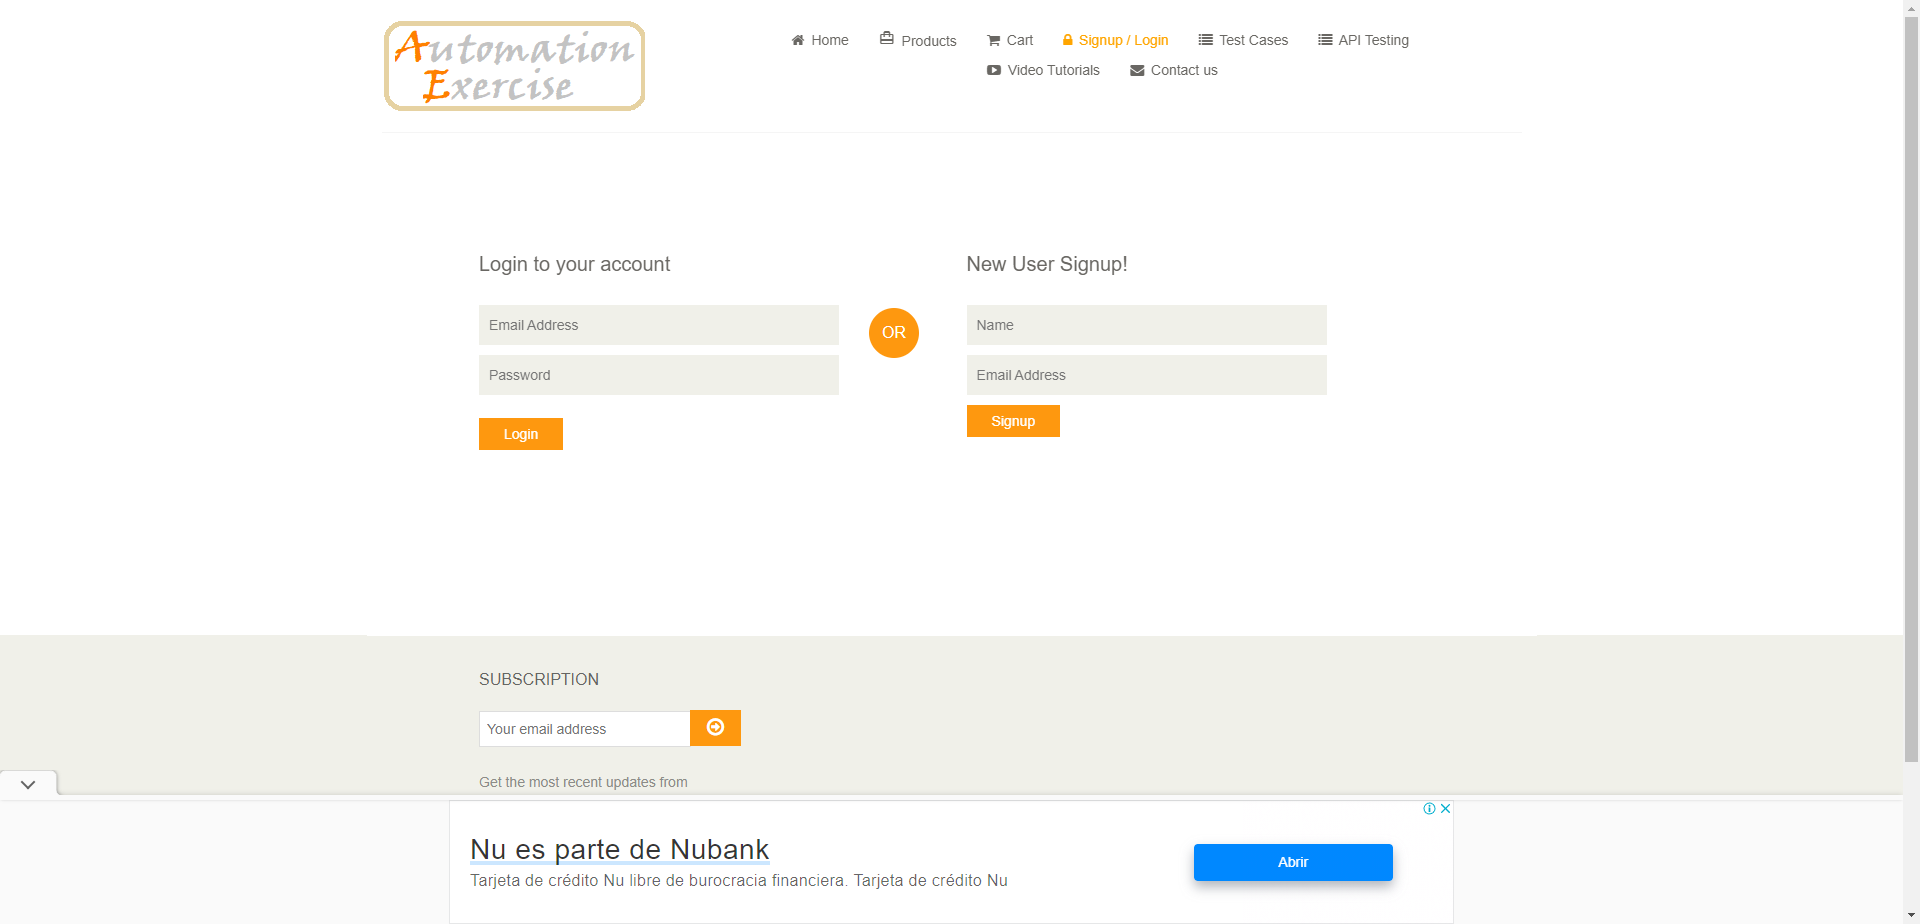 Automation
Exercise
Home
Products
Cart
Signup / Login
Test Cases
API Testing
Video Tutorials
Contact us
Login to your account
Email Address
Password
Login
OR
New User Signup!
Name
Email Address
Signup
SUBSCRIPTION
Your email address
Get the most recent updates from
Nu es parte de Nubank
Tarjeta de crédito Nu libre de burocracia financiera. Tarjeta de crédito Nu
Abrir